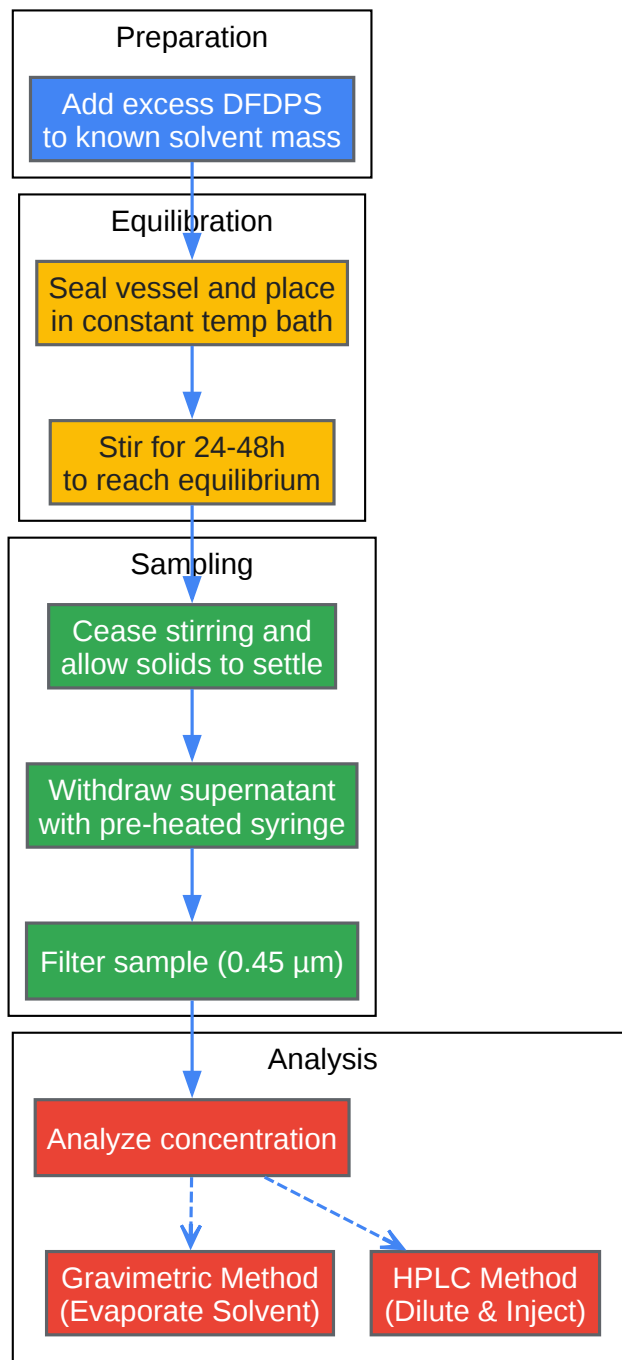 Preparation
Add excess DFDPS
to known solvent mass
Equilibration
Seal vessel and place
in constant temp bath
Stir for 24-48h
to reach equilibrium
Sampling
Cease stirring and
allow solids to settle
Withdraw supernatant
with pre-heated syringe
Filter sample (0.45 µm)
Analysis
Analyze concentration
Gravimetric Method
(Evaporate Solvent)
HPLC Method
(Dilute & Inject)